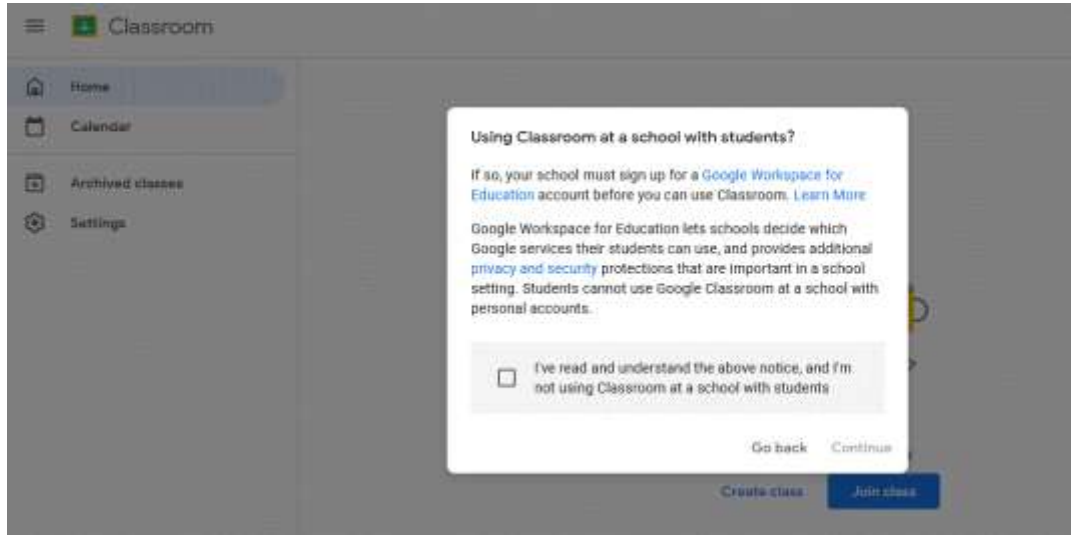 Classroom
Home
Calendar
Archived classes
Settings
Using Classroom at a school with students?
If so, your school must sign up for a Google Workspace for
Education account before you can use Classroom. Learn More
Google Workspace for Education lets schools decide which
Google services their students can use, and provides additional
privacy and security protections that are important in a school
setting. Students cannot use Google Classroom at a school with
personal accounts.
I've read and understand the above notice, and I'm
not using Classroom at a school with students
Go back Continue
Create class Join class